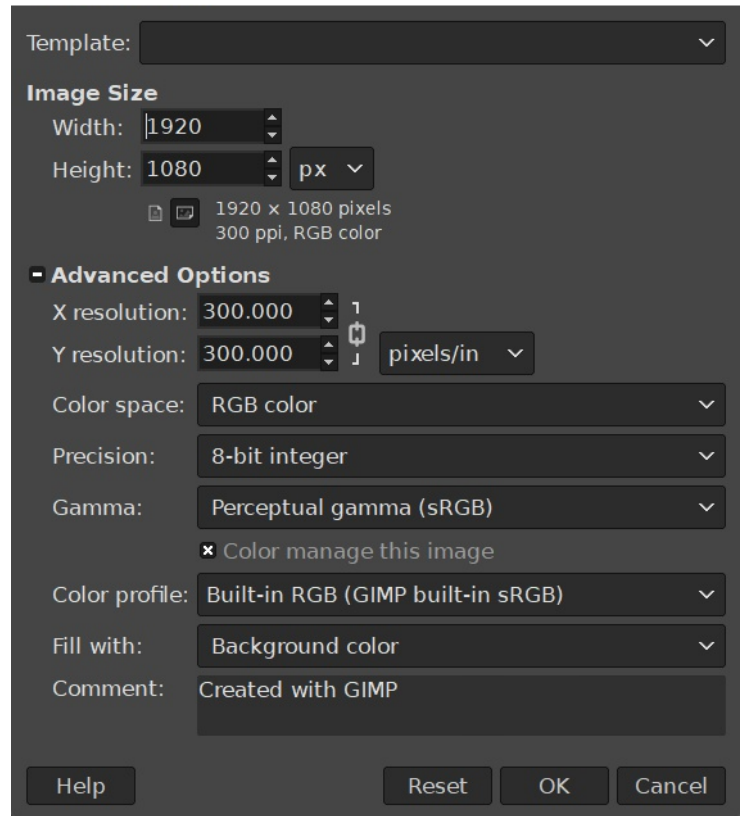 Template:
Image Size
Width: 1920
Height: 1080 px
1920 × 1080 pixels
300 ppi, RGB color
Advanced Options
X resolution: 300.000
Y resolution: 300.000 pixels/in
Color space: RGB color
Precision: 8-bit integer
Gamma: Perceptual gamma (sRGB)
Color manage this image
Color profile: Built-in RGB (GIMP built-in sRGB)
Fill with: Background color
Comment: Created with GIMP
Help Reset OK Cancel